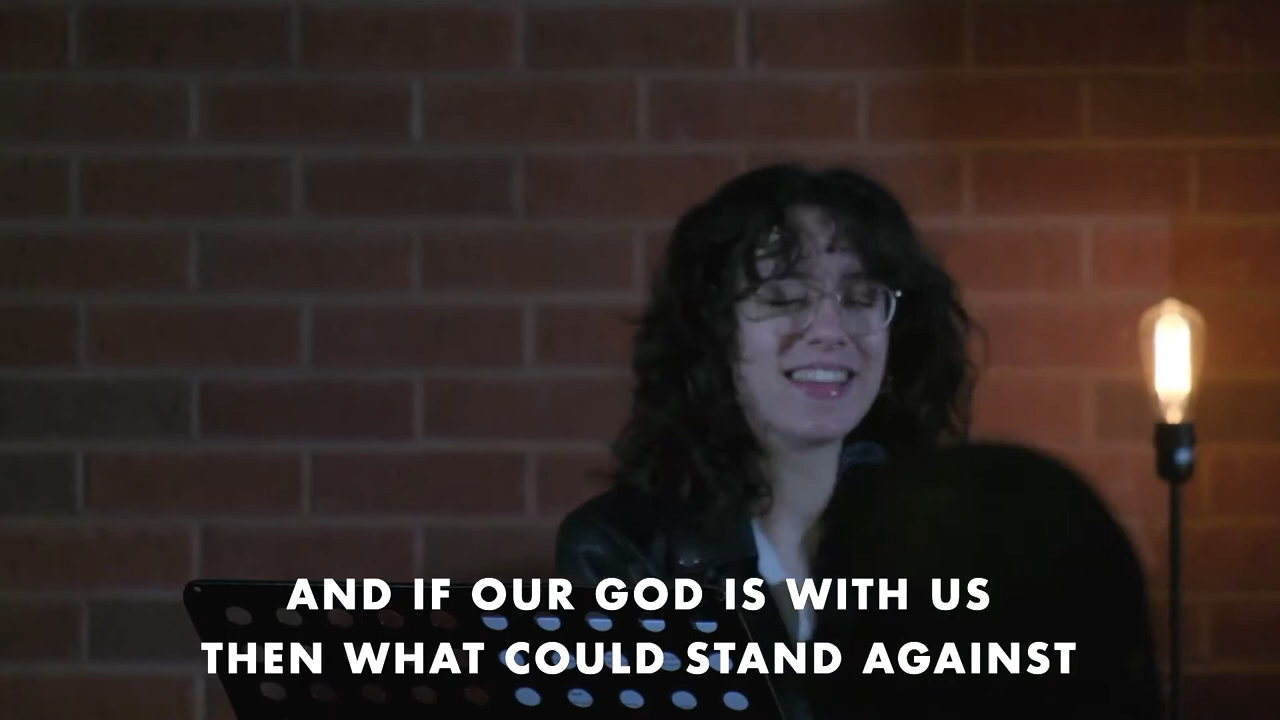 AND IF OUR GOD IS WITH US
THEN WHAT COULD STAND AGAINST